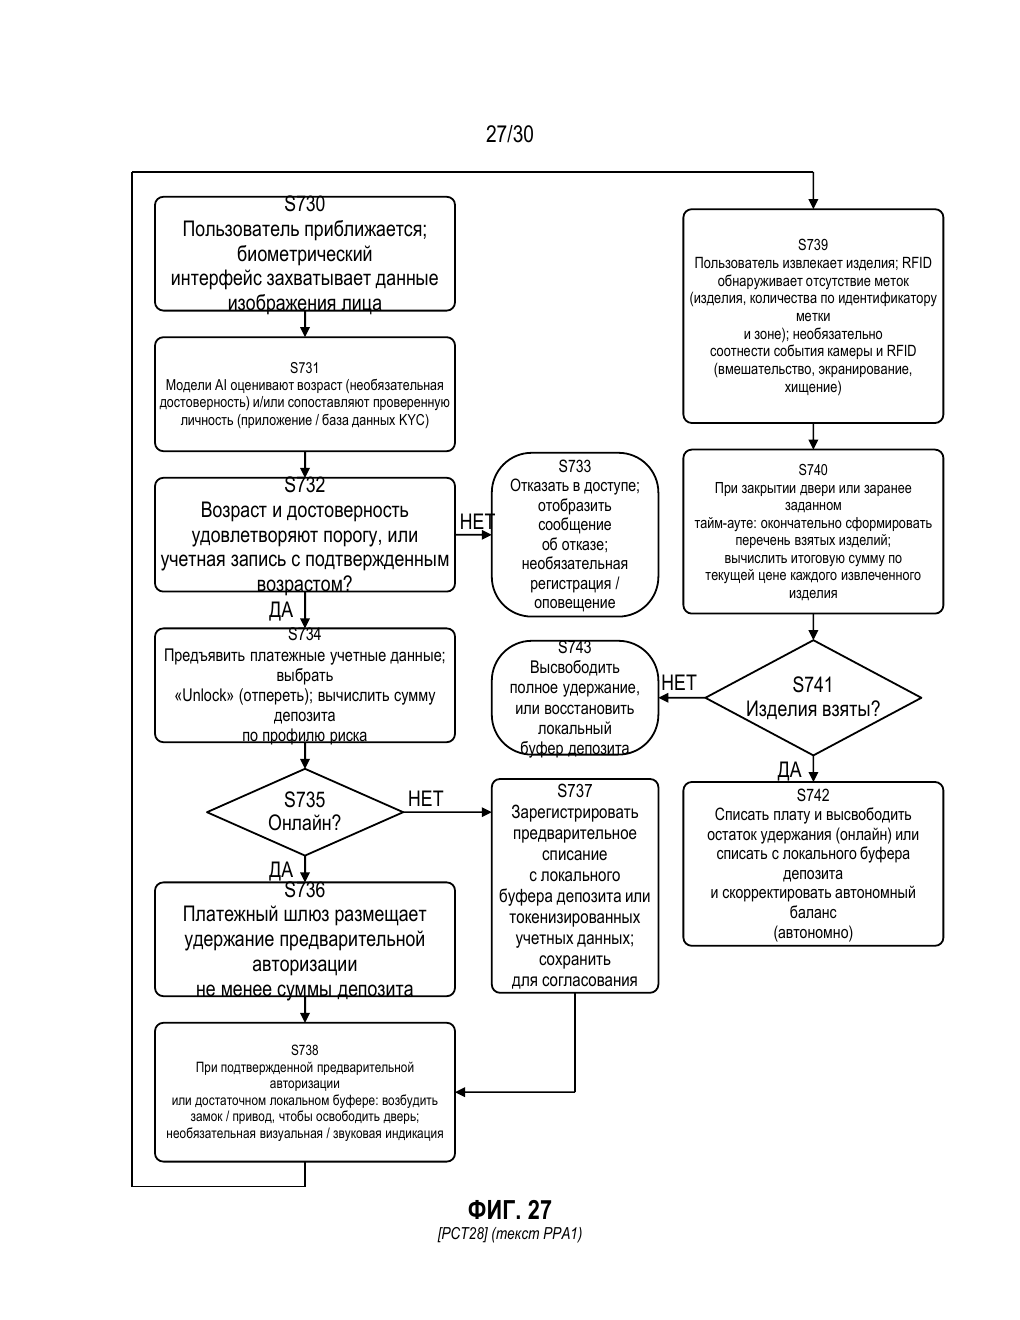 27/30
S730
Пользователь приближается;
биометрический
интерфейс захватывает данные
изображения лица
S731
Модели AI оценивают возраст (необязательная
достоверность) и/или сопоставляют проверенную
личность (приложение / база данных KYC)
S732
Возраст и достоверность
удовлетворяют порогу, или
учетная запись с подтвержденным
возрастом?
НЕТ
S733
Отказать в доступе;
отобразить
сообщение
об отказе;
необязательная
регистрация /
оповещение
ДА
S734
Предъявить платежные учетные данные;
выбрать
«Unlock» (отпереть); вычислить сумму
депозита
по профилю риска
S735
Онлайн?
НЕТ
ДА
S736
Платежный шлюз размещает
удержание предварительной
авторизации
не менее суммы депозита
S737
Зарегистрировать
предварительное
списание
с локального
буфера депозита или
токенизированных
учетных данных;
сохранить
для согласования
S738
При подтвержденной предварительной
авторизации
или достаточном локальном буфере: возбудить
замок / привод, чтобы освободить дверь;
необязательная визуальная / звуковая индикация
S739
Пользователь извлекает изделия; RFID
обнаруживает отсутствие меток
(изделия, количества по идентификатору
метки
и зоне); необязательно
соотнести события камеры и RFID
(вмешательство, экранирование,
хищение)
S740
При закрытии двери или заранее
заданном
тайм-ауте: окончательно сформировать
перечень взятых изделий;
вычислить итоговую сумму по
текущей цене каждого извлеченного
изделия
S741
Изделия взяты?
НЕТ
S743
Высвободить
полное удержание,
или восстановить
локальный
буфер депозита
ДА
S742
Списать плату и высвободить
остаток удержания (онлайн) или
списать с локального буфера
депозита
и скорректировать автономный
баланс
(автономно)
ФИГ. 27
[PCT28] (текст PPA1)